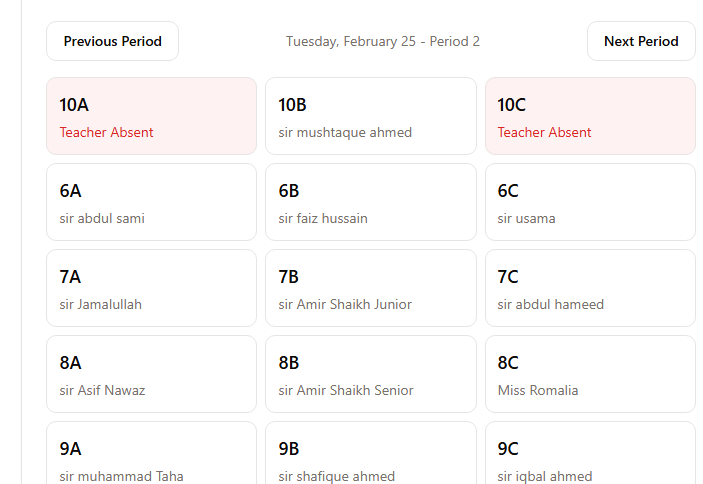 Previous Period
Tuesday, February 25 - Period 2
Next Period
10A
Teacher Absent
10B
sir mushtaque ahmed
10C
Teacher Absent
6A
sir abdul sami
6B
sir faiz hussain
6C
sir usama
7A
sir Jamalullah
7B
sir Amir Shaikh Junior
7C
sir abdul hameed
8A
sir Asif Nawaz
8B
sir Amir Shaikh Senior
8C
Miss Romalia
9A
sir muhammad Taha
9B
sir shafique ahmed
9C
sir iqbal ahmed